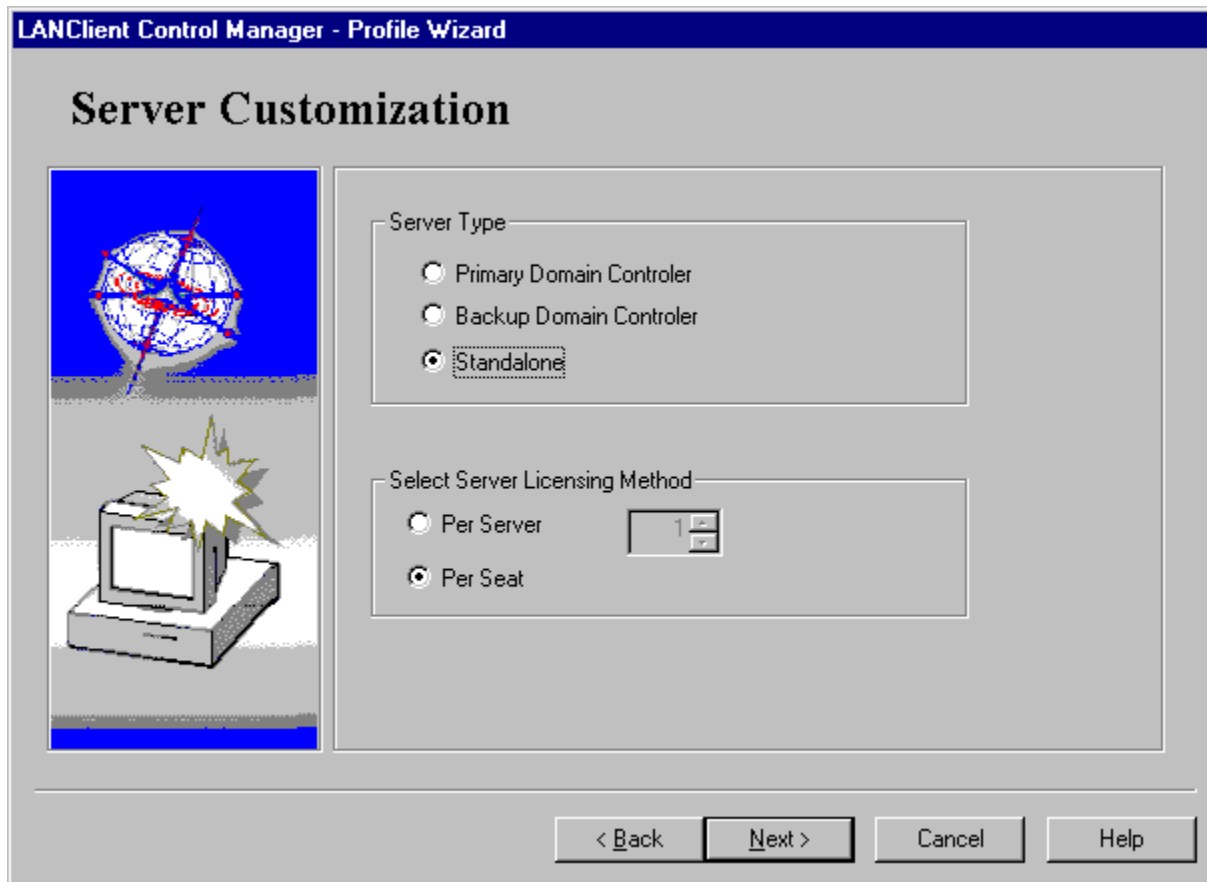 LANClient Control Manager - Profile Wizard
Server Customization
Server Type
Primary Domain Controler
Backup Domain Controler
Standalone
Select Server Licensing Method
Per Server 1
Per Seat
< Back Next > Cancel Help